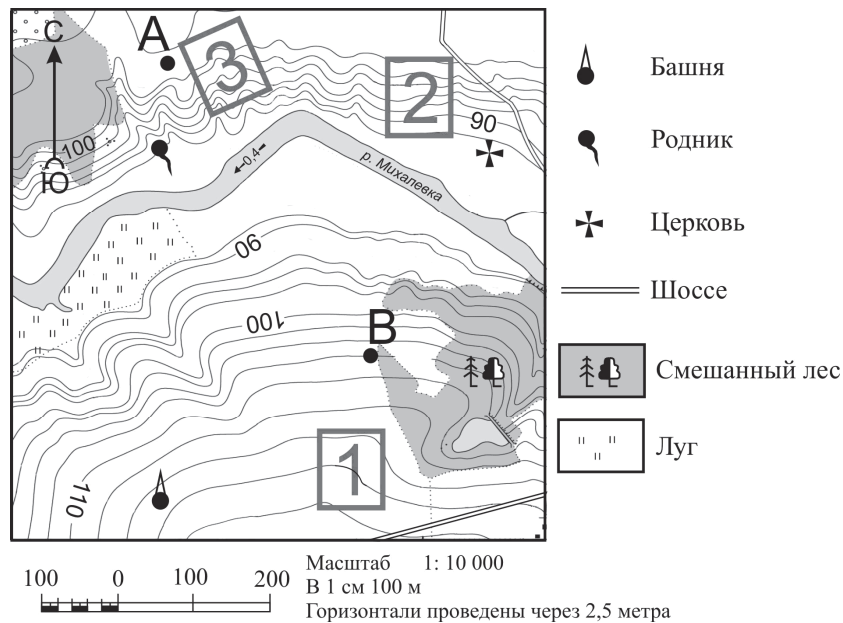 С
А
3
2
100
Ю
90
0,4
р. Михалевка
90
100
В
1
110
Башня
Родник
Церковь
Шоссе
Смешанный лес
Луг
100 0 100 200
Масштаб 1: 10 000
В 1 см 100 м
Горизонтали проведены через 2,5 метра